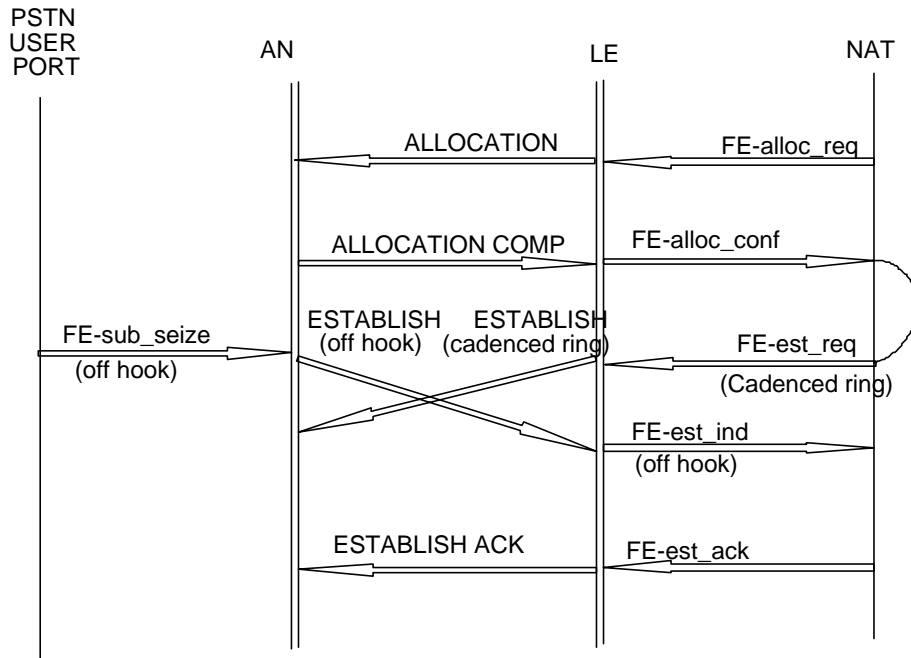 PSTN
USER
PORT
AN
LE
NAT
ALLOCATION
FE-alloc_req
ALLOCATION COMP
FE-alloc_conf
FE-sub_seize
(off hook)
ESTABLISH
(off hook)
ESTABLISH
(cadenced ring)
FE-est_req
(Cadenced ring)
FE-est_ind
(off hook)
ESTABLISH ACK
FE-est_ack